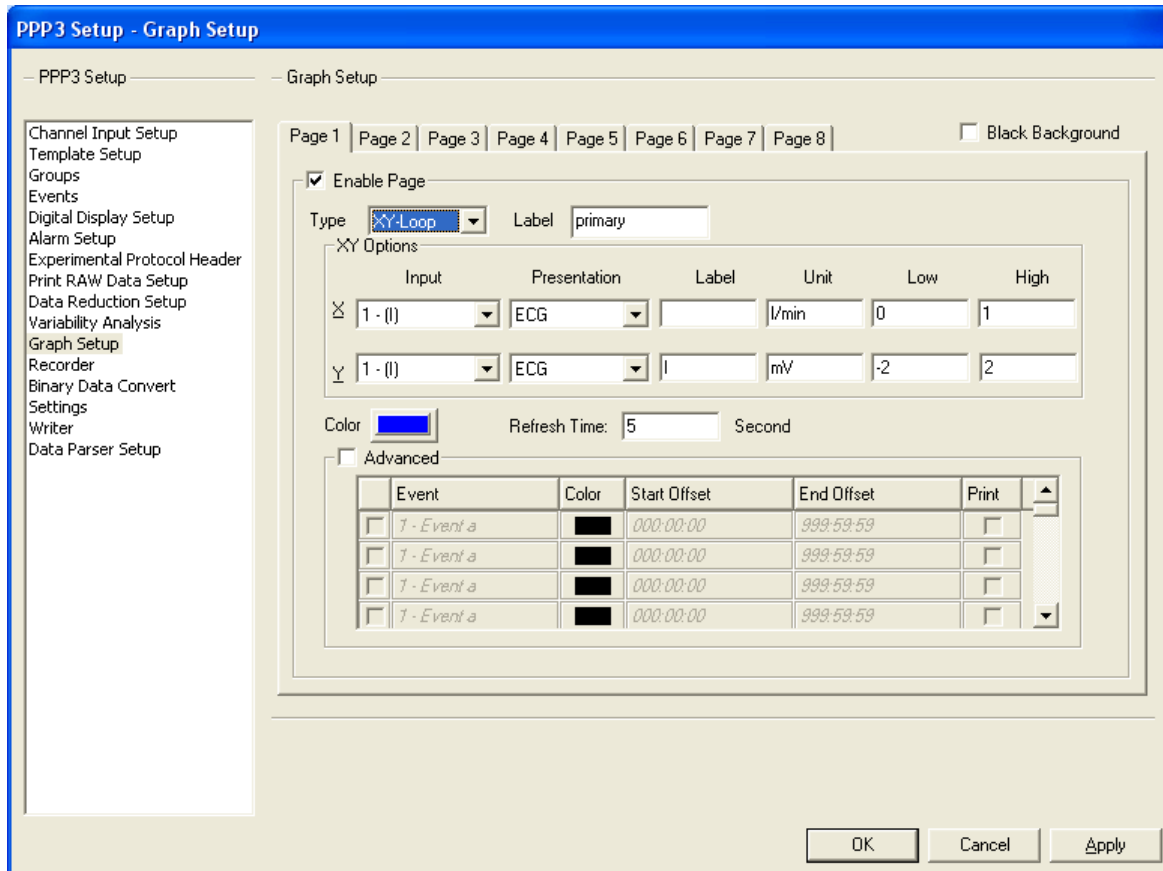 PPP3 Setup - Graph Setup
PPP3 Setup
Channel Input Setup
Template Setup
Groups
Events
Digital Display Setup
Alarm Setup
Experimental Protocol Header
Print RAW Data Setup
Data Reduction Setup
Variability Analysis
Graph Setup
Recorder
Binary Data Convert
Settings
Writer
Data Parser Setup
Graph Setup
Page 1 Page 2 Page 3 Page 4 Page 5 Page 6 Page 7 Page 8
Black Background
Enable Page
Type XY-Loop Label primary
XY Options
Input Presentation Label Unit Low High
X 1 - (I) ECG l/min 0 1
Y 1 - (I) ECG I mV -2 2
Color Refresh Time: 5 Second
Advanced
Event Color Start Offset End Offset Print
1 - Event a 000:00:00 999:59:59
1 - Event a 000:00:00 999:59:59
1 - Event a 000:00:00 999:59:59
1 - Event a 000:00:00 999:59:59
OK Cancel Apply